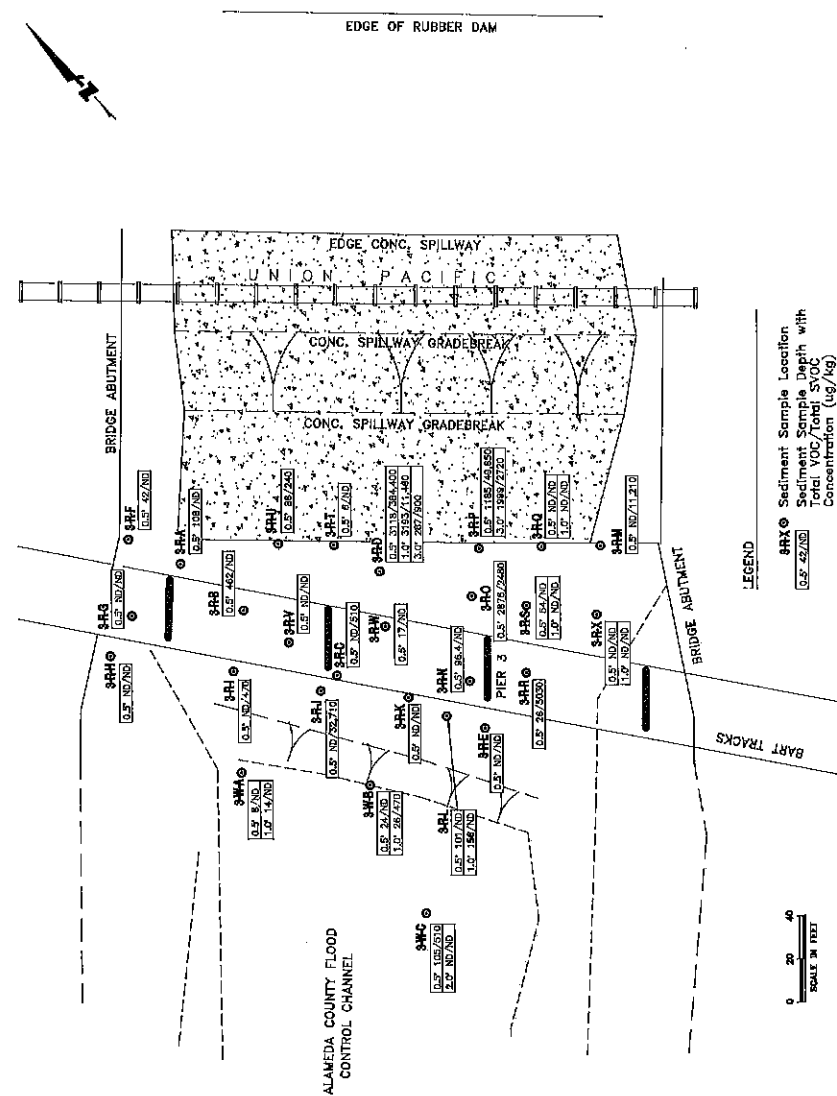 EDGE OF RUBBER DAM
N
EDGE CONC. SPILLWAY
UNION PACIFIC
CONC. SPILLWAY GRADEBREAK
CONC. SPILLWAY GRADEBREAK
BRIDGE ABUTMENT
3-R-F
0.5' 42/ND
3-R-A
0.5' 108/ND
3-R-G
0.5' ND/ND
3-R-H
0.5' ND/ND
3-R-B
0.5' 462/ND
3-R-U
0.5' 86/240
3-R-T
0.5' 6/ND
3-R-D
0.5' 3118/384,400
1.0' 3193/11,480
3.0' 267/900
3-R-P
0.5' 1185/49,650
3.0' 1999/2720
3-R-Q
0.5' ND/ND
1.0' ND/ND
3-R-M
0.5' ND/11,210
3-R-V
0.5' ND/ND
3-R-C
0.5' ND/510
3-R-W
0.5' 17/ND
3-R-O
0.5' 2876/2480
3-R-S
0.5' 54/ND
1.0' ND/ND
3-R-X
0.5' ND/ND
1.0' ND/ND
3-R-I
0.5' ND/470
3-R-J
0.5' ND/52,710
3-R-K
0.5' ND/ND
3-R-N
0.5' 96.4/ND
PIER 3
3-R-R
0.5' 26/5030
3-R-E
0.5' ND/ND
3-R-L
0.5' 101/ND
1.0' 156/ND
3-W-A
0.5' 8/ND
1.0' 14/ND
3-W-B
0.5' 24/ND
1.0' 26/470
3-W-C
0.5' 105/510
2.0' ND/ND
BRIDGE ABUTMENT
BART TRACKS
ALAMEDA COUNTY FLOOD
CONTROL CHANNEL
LEGEND
3-R-X Sediment Sample Location
0.5' 42/ND Sediment Sample Depth with
Total VOC/Total SVOC
Concentration (ug/kg)
0 20 40
SCALE IN FEET